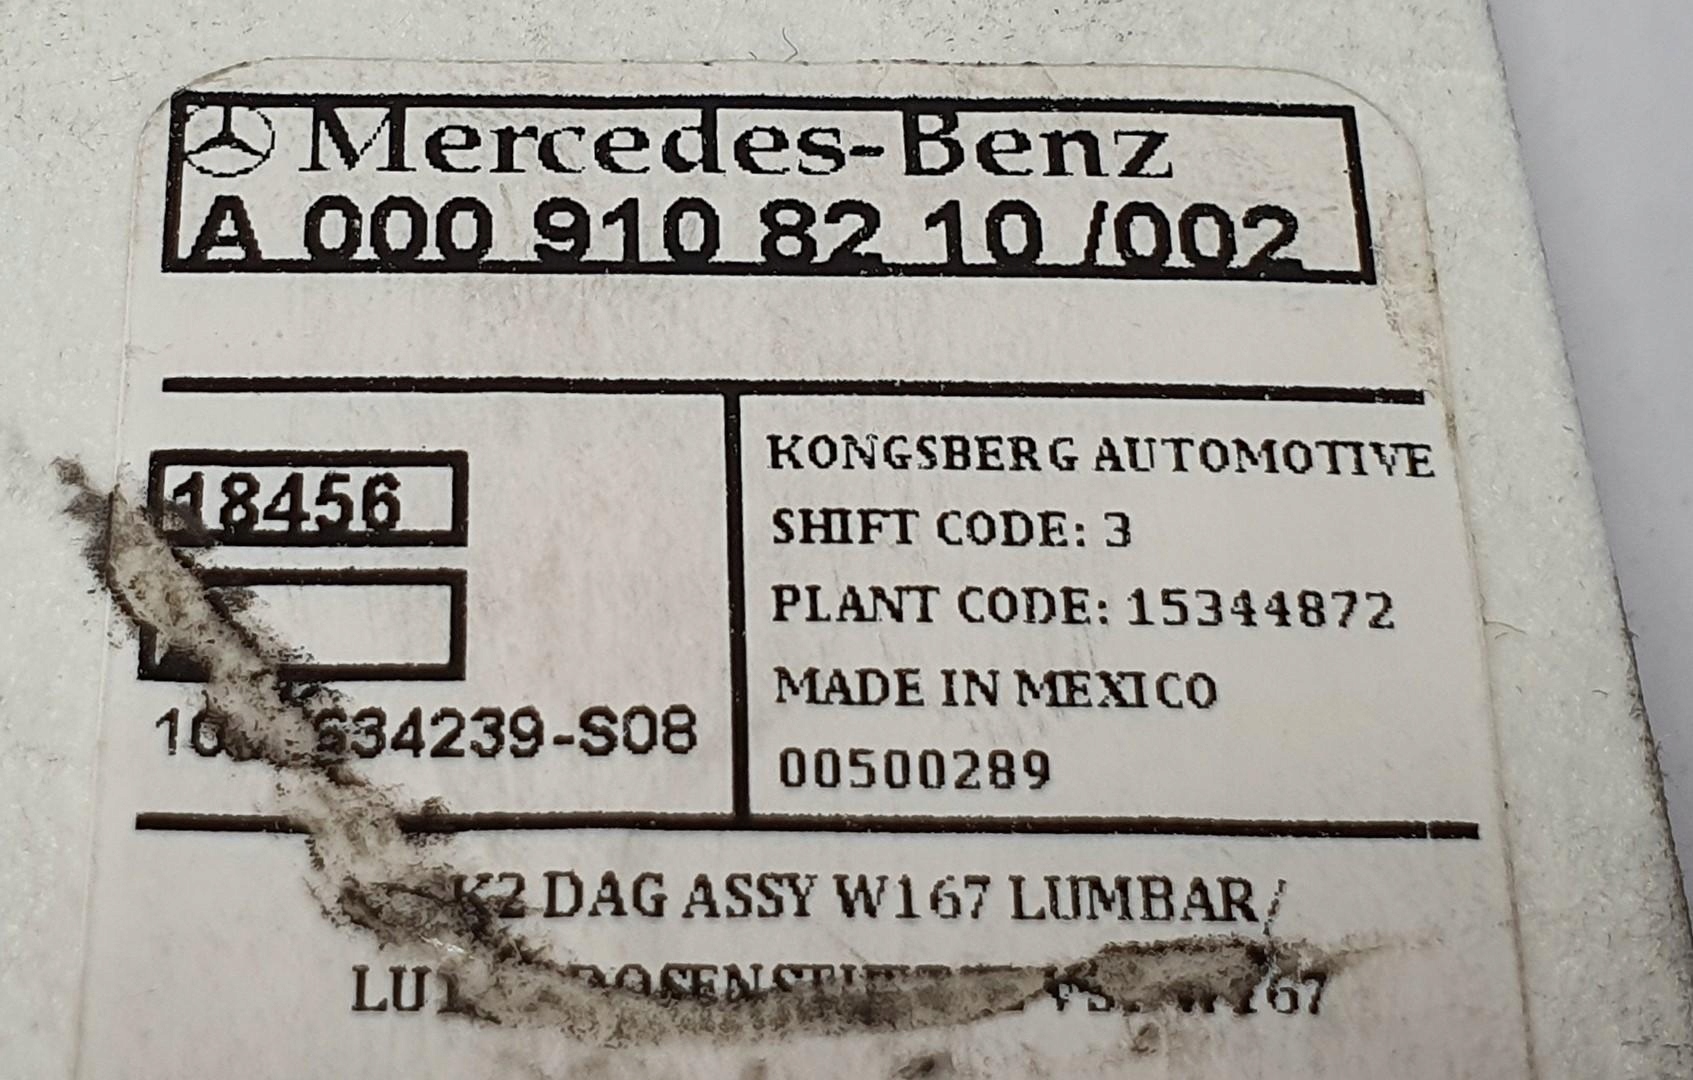 Mercedes-Benz
A 000 910 82 10 /002
18456
KONGSBERG AUTOMOTIVE
SHIFT CODE: 3
PLANT CODE: 15344872
MADE IN MEXICO
00500289
DAG ASSY W167 LUMBAR/
W167